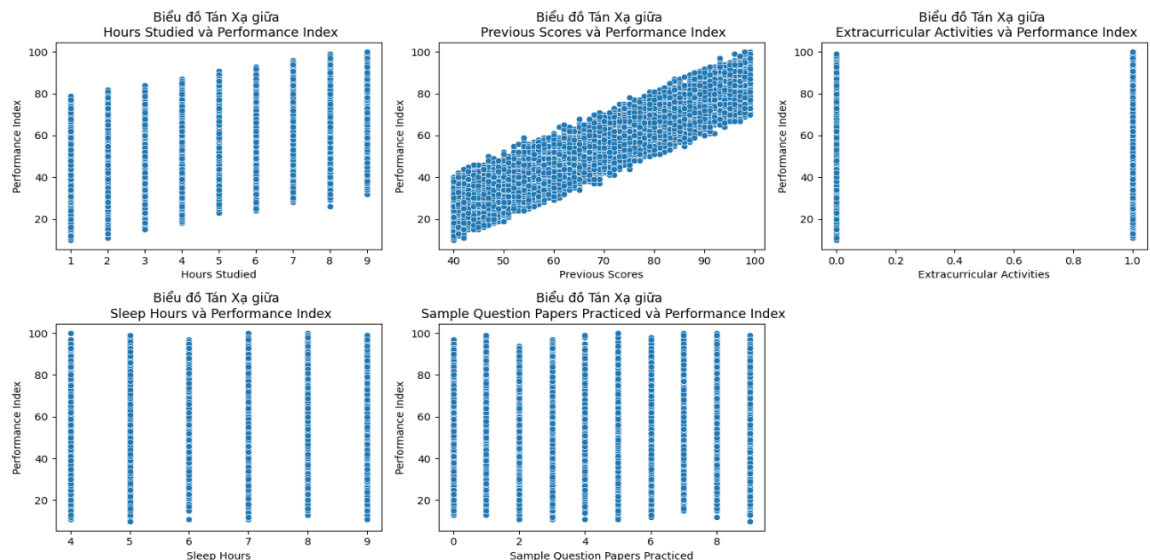 Biểu đồ Tán Xạ giữa
Hours Studied và Performance Index
Performance Index
100
80
60
40
20
1 2 3 4 5 6 7 8 9
Hours Studied
Biểu đồ Tán Xạ giữa
Previous Scores và Performance Index
Performance Index
100
80
60
40
20
40 50 60 70 80 90 100
Previous Scores
Biểu đồ Tán Xạ giữa
Extracurricular Activities và Performance Index
Performance Index
100
80
60
40
20
0.0 0.2 0.4 0.6 0.8 1.0
Extracurricular Activities
Biểu đồ Tán Xạ giữa
Sleep Hours và Performance Index
Performance Index
100
80
60
40
20
4 5 6 7 8 9
Sleep Hours
Biểu đồ Tán Xạ giữa
Sample Question Papers Practiced và Performance Index
Performance Index
100
80
60
40
20
0 2 4 6 8
Sample Question Papers Practiced